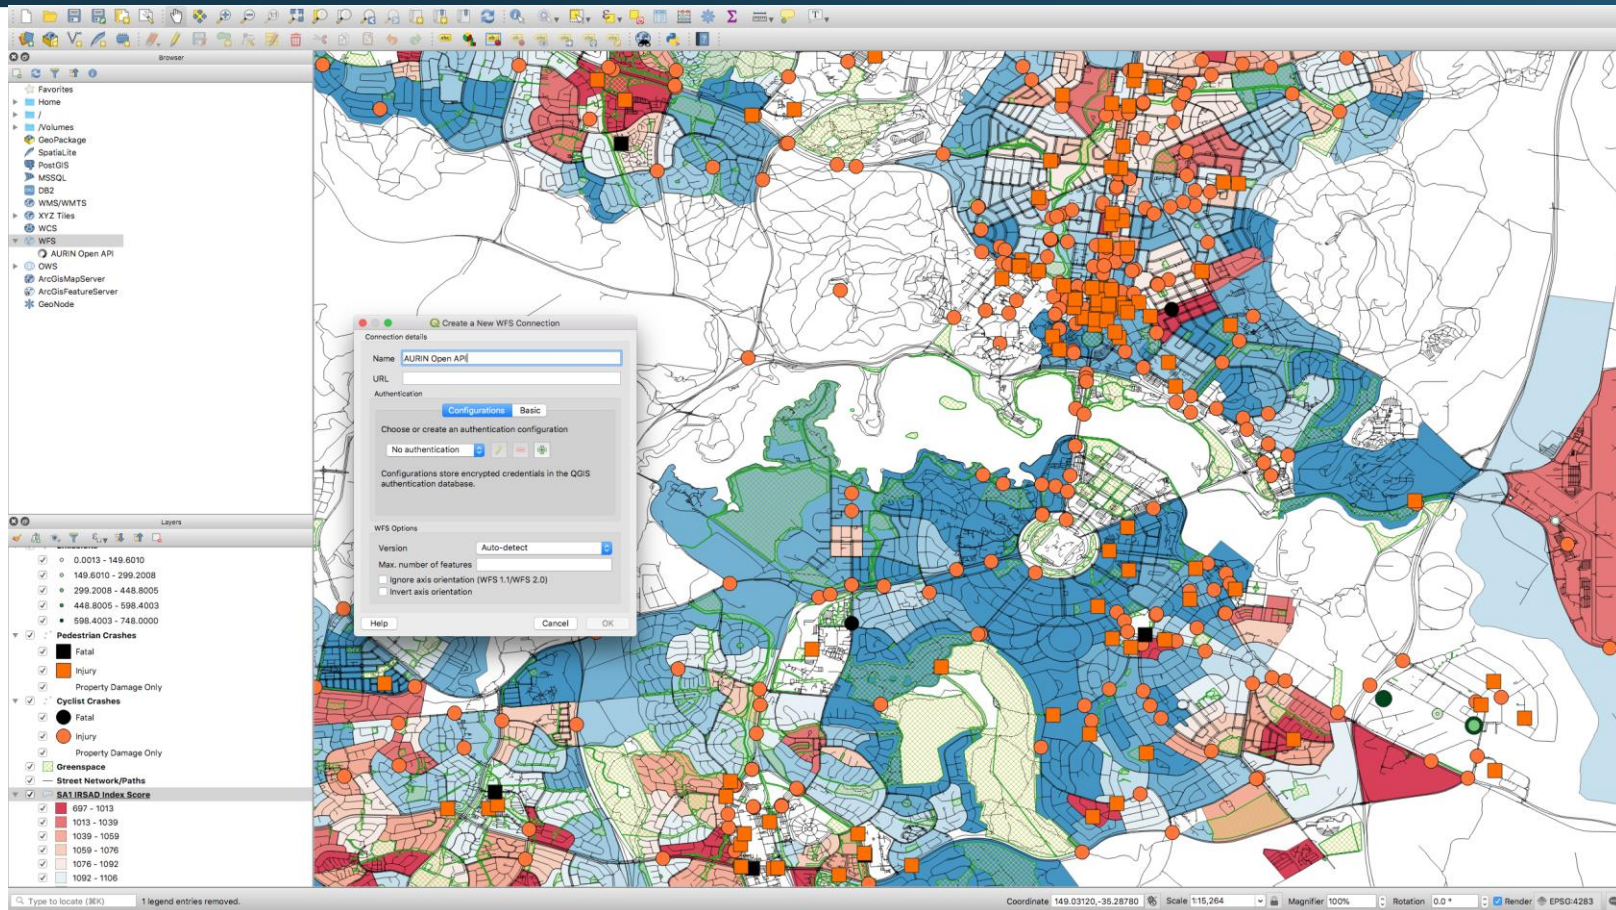 Browser
Favorites
Home
/
/Volumes
GeoPackage
SpatiaLite
PostGIS
MSSQL
DB2
WMS/WMTS
XYZ Tiles
WCS
WFS
AURIN Open API
OWS
ArcGisMapServer
ArcGisFeatureServer
GeoNode
Create a New WFS Connection
Connection details
Name AURIN Open API
URL
Authentication
Configurations Basic
Choose or create an authentication configuration
No authentication
Configurations store encrypted credentials in the QGIS
authentication database.
WFS Options
Version Auto-detect
Max. number of features
Ignore axis orientation (WFS 1.1/WFS 2.0)
Invert axis orientation
Help Cancel OK
Layers
0.0013 - 149.6010
149.6010 - 299.2008
299.2008 - 448.8005
448.8005 - 598.4003
598.4003 - 748.0000
Pedestrian Crashes
Fatal
Injury
Property Damage Only
Cyclist Crashes
Fatal
Injury
Property Damage Only
Greenspace
Street Network/Paths
SA1 IRSAD Index Score
697 - 1013
1013 - 1039
1039 - 1059
1059 - 1076
1076 - 1092
1092 - 1106
Type to locate (⌘K) 1 legend entries removed. Coordinate 149.03120,-35.28780 Scale 1:15,264 Magnifier 100% Rotation 0.0 ° Render EPSG:4283